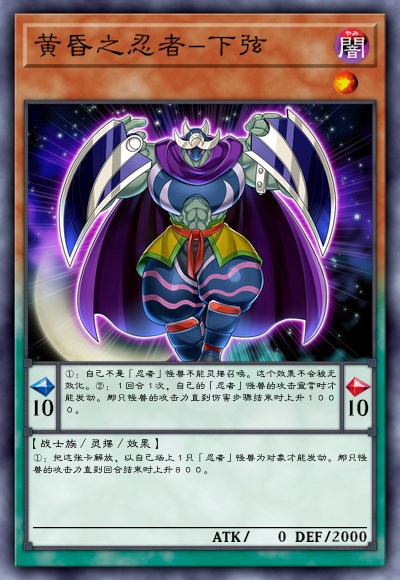 黄昏之忍者-下弦
やみ
闇
①：自己不是「忍者」怪兽不能灵摆召唤。这个效果不会被无
效化。②：1回合1次，自己的「忍者」怪兽的攻击宣言时才
能发动。那只怪兽的攻击力直到伤害步骤结束时上升１００
０。
10
10
【战士族／灵摆／效果】
①：把这张卡解放，以自己场上１只「忍者」怪兽为对象才能发动。那只怪
兽的攻击力直到回合结束时上升８００。
ATK/ 0 DEF/2000